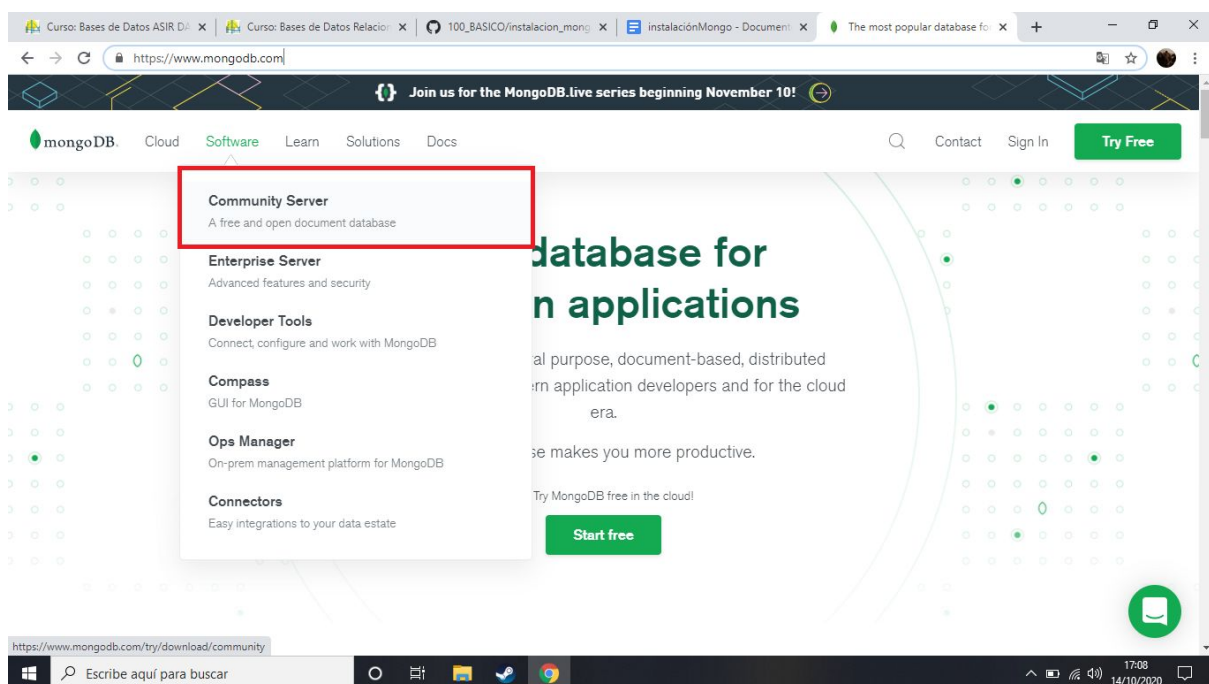 Curso: Bases de Datos ASIR DA
Curso: Bases de Datos Relacion
100_BASICO/instalacion_mong
instalaciónMongo - Document
The most popular database fo
https://www.mongodb.com
Join us for the MongoDB.live series beginning November 10!
mongoDB. Cloud Software Learn Solutions Docs Contact Sign In Try Free
Community Server
A free and open document database
Enterprise Server
Advanced features and security
Developer Tools
Connect, configure and work with MongoDB
Compass
GUI for MongoDB
Ops Manager
On-prem management platform for MongoDB
Connectors
Easy integrations to your data estate
database for
n applications
al purpose, document-based, distributed
ern application developers and for the cloud
era.
se makes you more productive.
Try MongoDB free in the cloud!
Start free
https://www.mongodb.com/try/download/community
Escribe aquí para buscar
17:08
14/10/2020